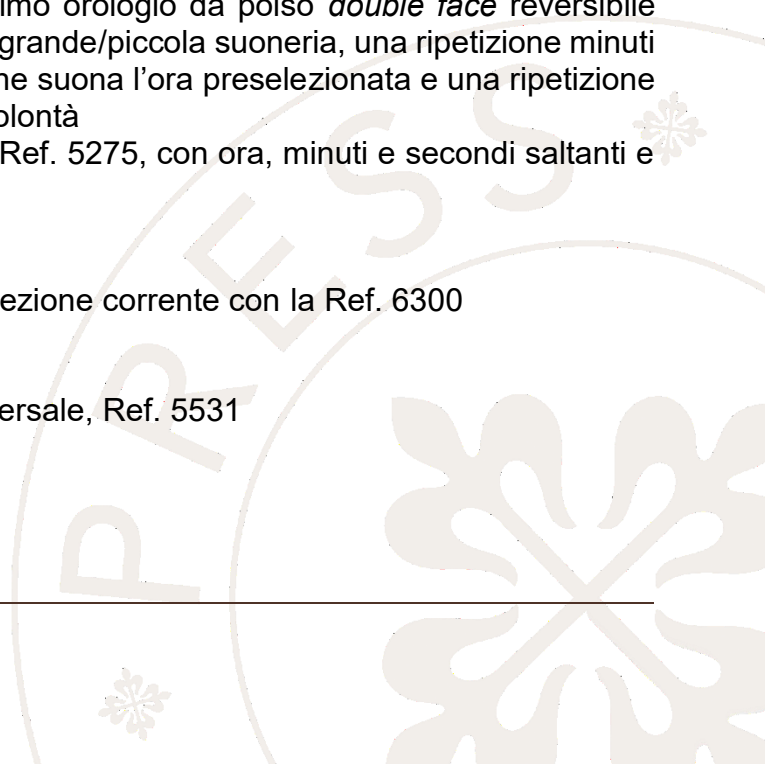 imo orologio da polso double face reversibile
grande/piccola suoneria, una ripetizione minuti
ne suona l’ora preselezionata e una ripetizione
olontà
Ref. 5275, con ora, minuti e secondi saltanti e
ezione corrente con la Ref. 6300
ersale, Ref. 5531
PRESS